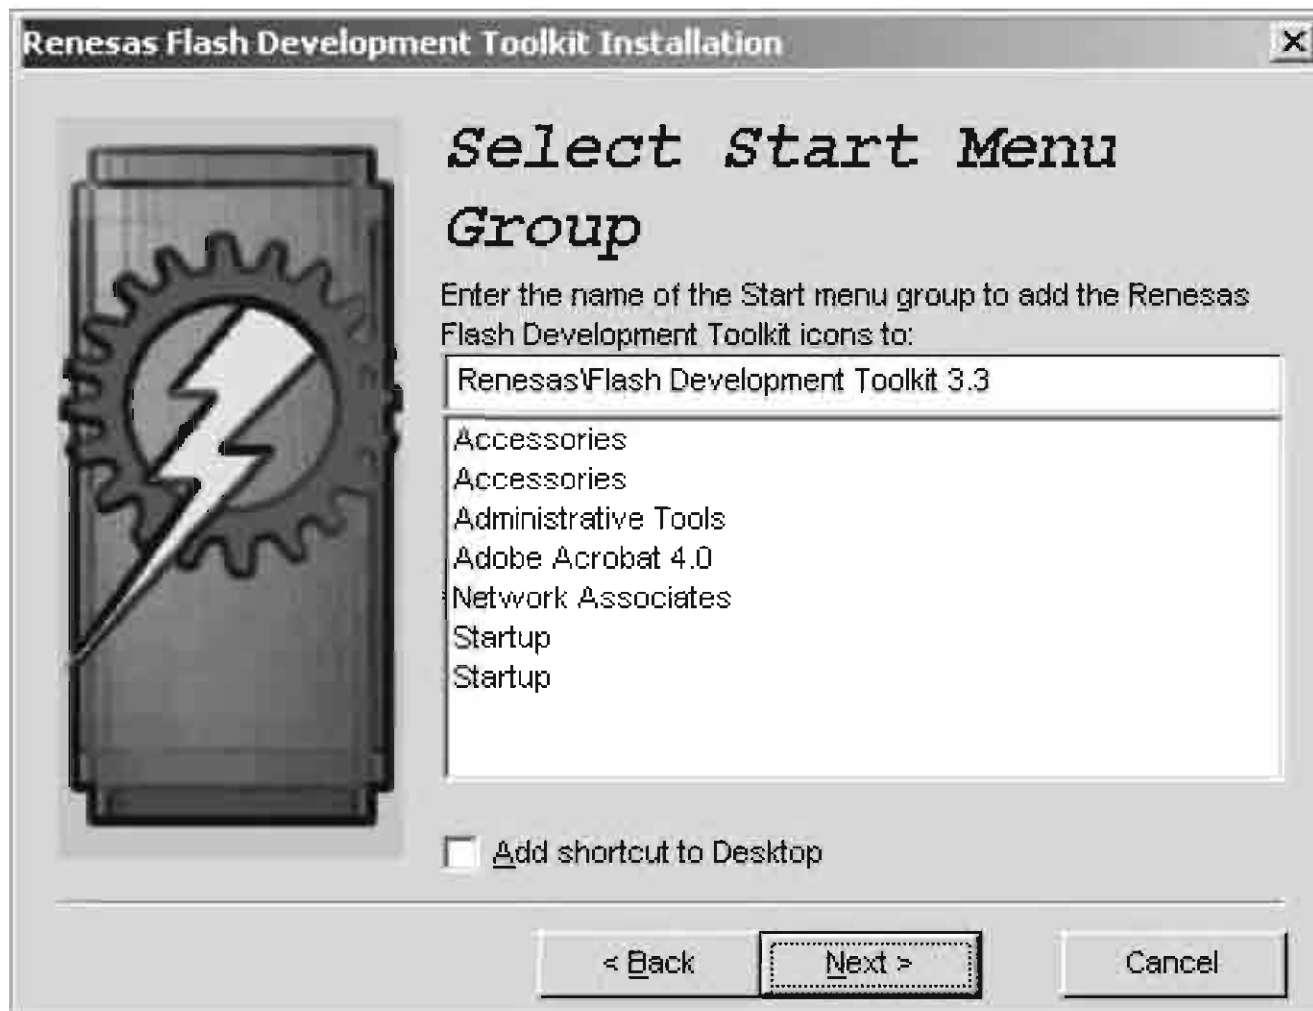 Renesas Flash Development Toolkit Installation
Select Start Menu
Group
Enter the name of the Start menu group to add the Renesas
Flash Development Toolkit icons to:
Renesas\Flash Development Toolkit 3.3
Accessories
Accessories
Administrative Tools
Adobe Acrobat 4.0
Network Associates
Startup
Startup
Add shortcut to Desktop
< Back
Next >
Cancel